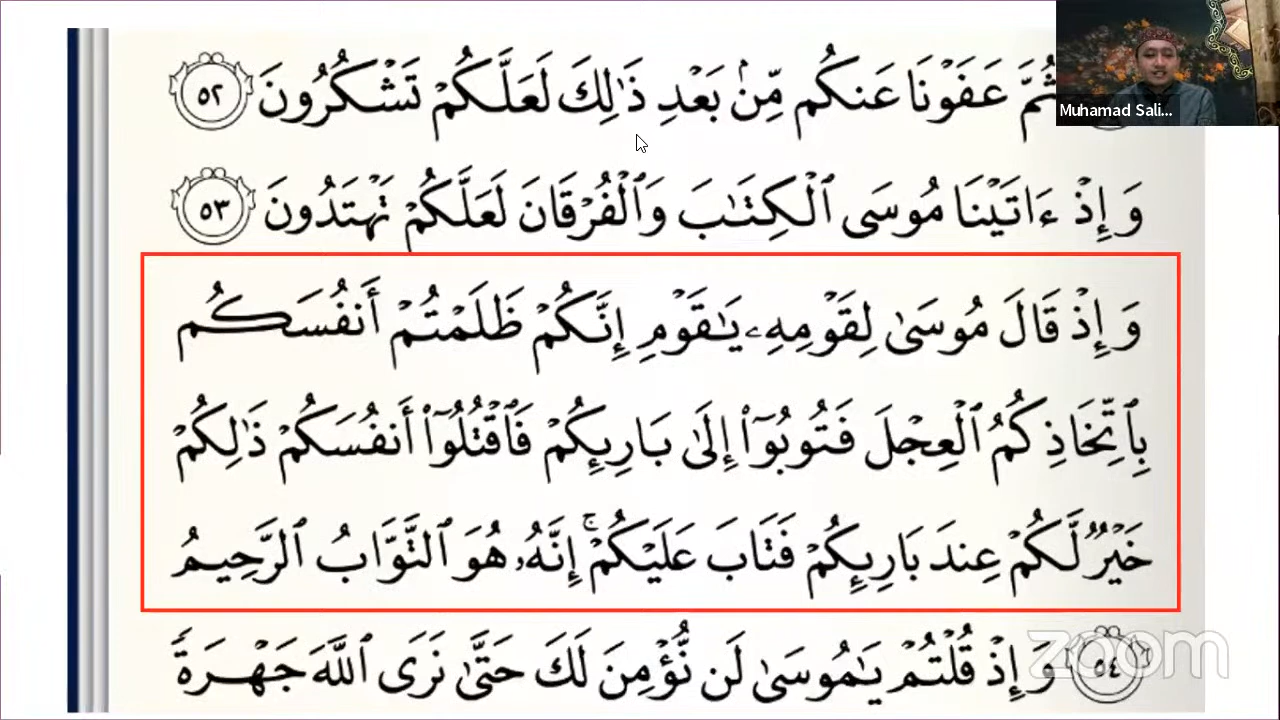 ثُمَّ عَفَوْنَا عَنكُم مِّنۢ بَعْدِ ذَٰلِكَ لَعَلَّكُمْ تَشْكُرُونَ ٥٢
Muhamad Sali...
وَإِذْ ءَاتَيْنَا مُوسَى ٱلْكِتَٰبَ وَٱلْفُرْقَانَ لَعَلَّكُمْ تَهْتَدُونَ ٥٣
وَإِذْ قَالَ مُوسَىٰ لِقَوْمِهِۦ يَٰقَوْمِ إِنَّكُمْ ظَلَمْتُمْ أَنفُسَكُم
بِٱتِّخَاذِكُمُ ٱلْعِجْلَ فَتُوبُوٓا۟ إِلَىٰ بَارِئِكُمْ فَٱقْتُلُوٓا۟ أَنفُسَكُمْ ذَٰلِكُمْ
خَيْرٌ لَّكُمْ عِندَ بَارِئِكُمْ فَتَابَ عَلَيْكُمْ ۚ إِنَّهُۥ هُوَ ٱلتَّوَّابُ ٱلرَّحِيمُ
٥٤ وَإِذْ قُلْتُمْ يَٰمُوسَىٰ لَن نُّؤْمِنَ لَكَ حَتَّىٰ نَرَى ٱللَّهَ جَهْرَةً
zoom